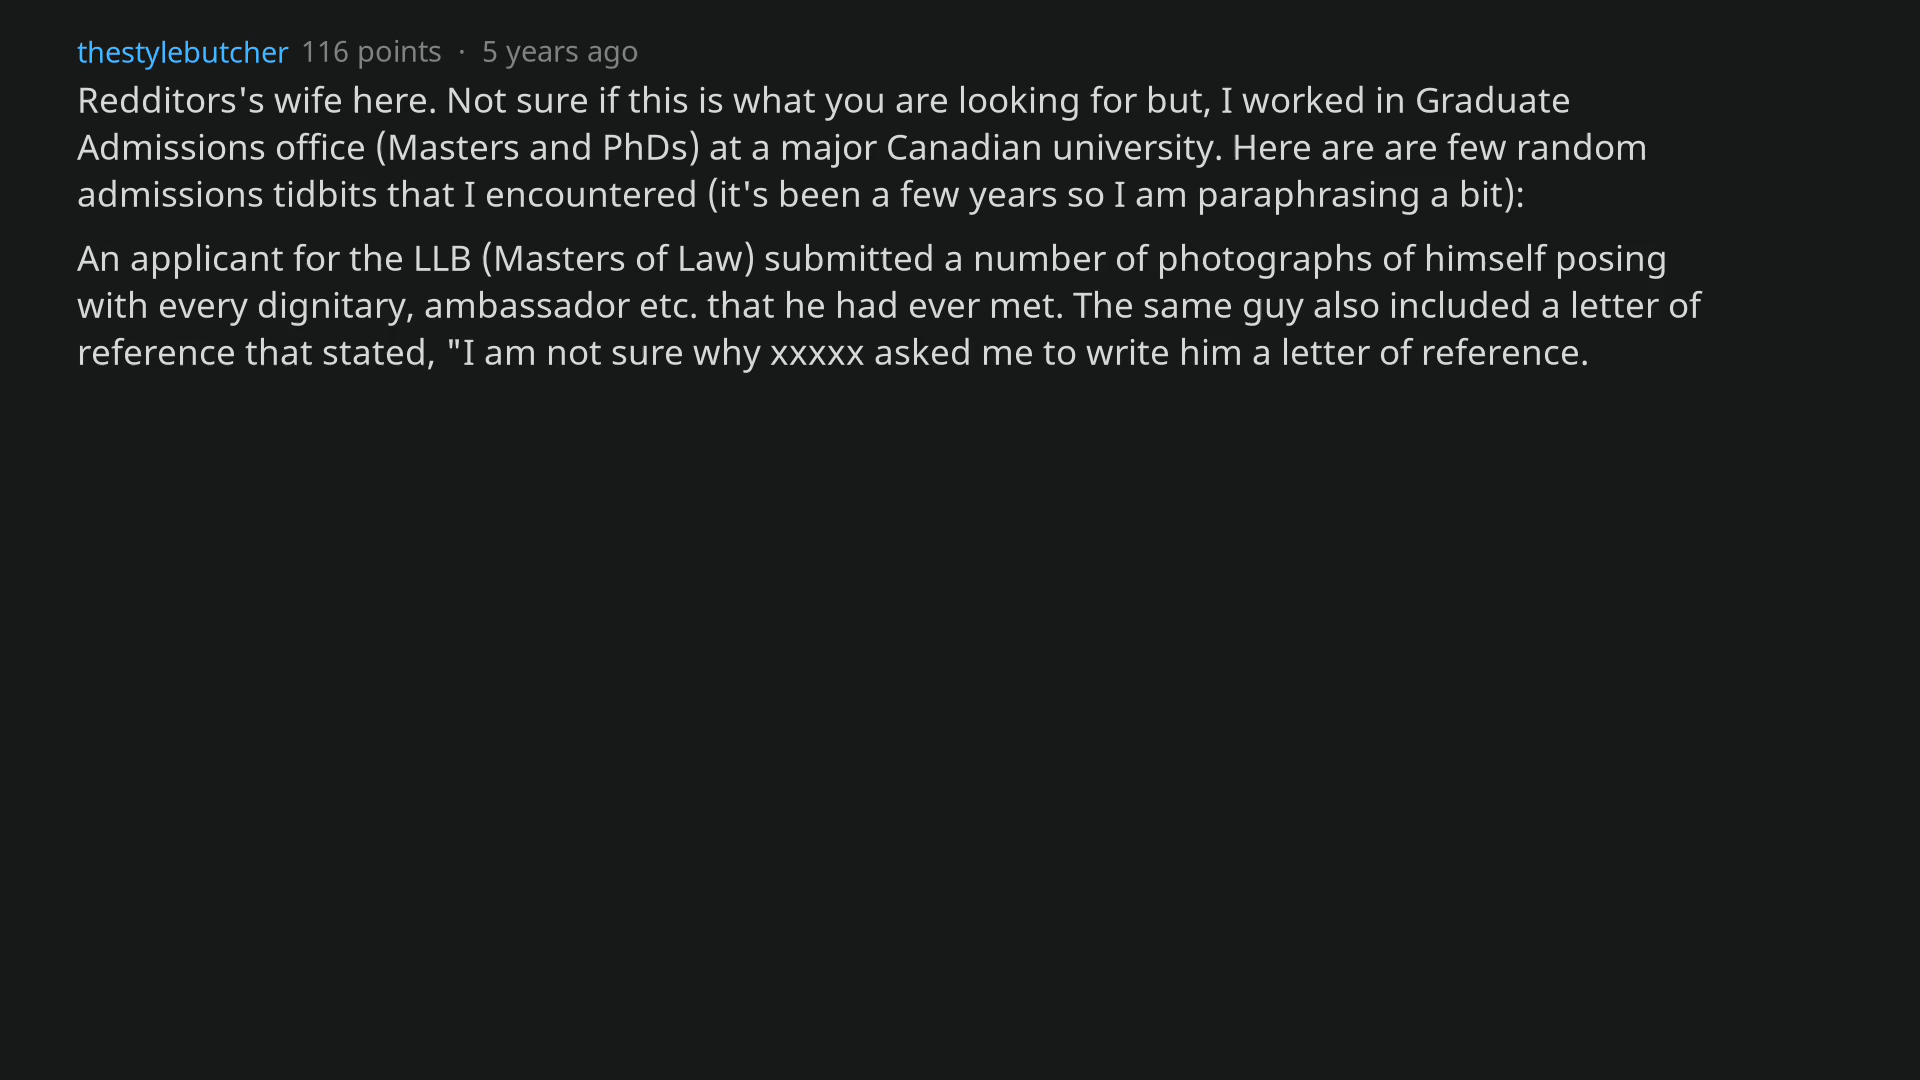 thestylebutcher 116 points · 5 years ago
Redditors's wife here. Not sure if this is what you are looking for but, I worked in Graduate
Admissions office (Masters and PhDs) at a major Canadian university. Here are are few random
admissions tidbits that I encountered (it's been a few years so I am paraphrasing a bit):
An applicant for the LLB (Masters of Law) submitted a number of photographs of himself posing
with every dignitary, ambassador etc. that he had ever met. The same guy also included a letter of
reference that stated, "I am not sure why xxxxx asked me to write him a letter of reference.